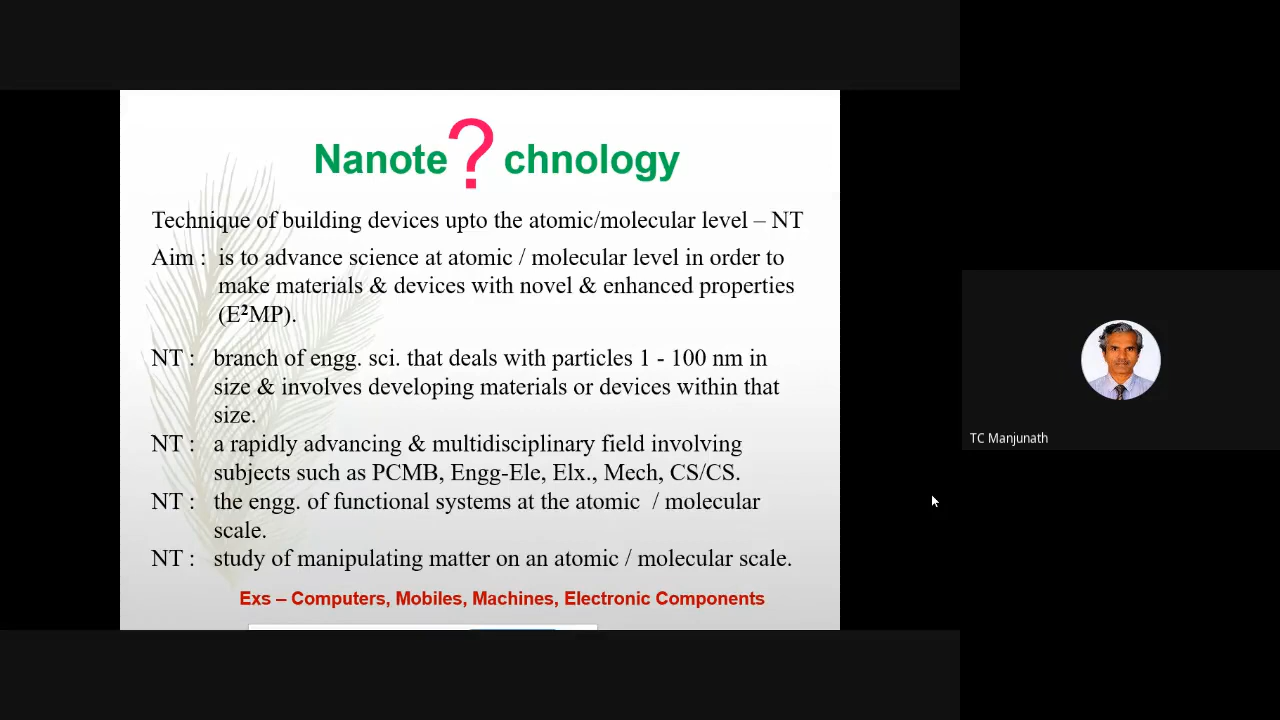 Nanote?chnology
Technique of building devices upto the atomic/molecular level – NT
Aim : is to advance science at atomic / molecular level in order to
make materials & devices with novel & enhanced properties
(E²MP).
NT : branch of engg. sci. that deals with particles 1 - 100 nm in
size & involves developing materials or devices within that
size.
NT : a rapidly advancing & multidisciplinary field involving
subjects such as PCMB, Engg-Ele, Elx., Mech, CS/CS.
NT : the engg. of functional systems at the atomic / molecular
scale.
NT : study of manipulating matter on an atomic / molecular scale.
Exs – Computers, Mobiles, Machines, Electronic Components
TC Manjunath